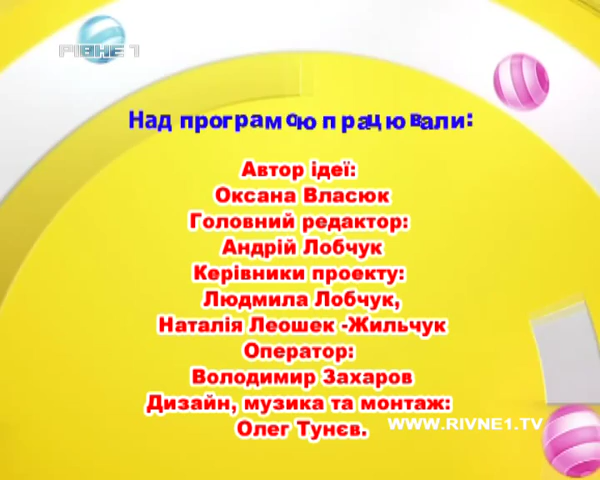 РІВНЕ 1
Над програмою працювали:
Автор ідеї:
Оксана Власюк
Головний редактор:
Андрій Лобчук
Керівники проекту:
Людмила Лобчук,
Наталія Леошек -Жильчук
Оператор:
Володимир Захаров
Дизайн, музика та монтаж:
Олег Тунєв.
WWW.RIVNE1.TV